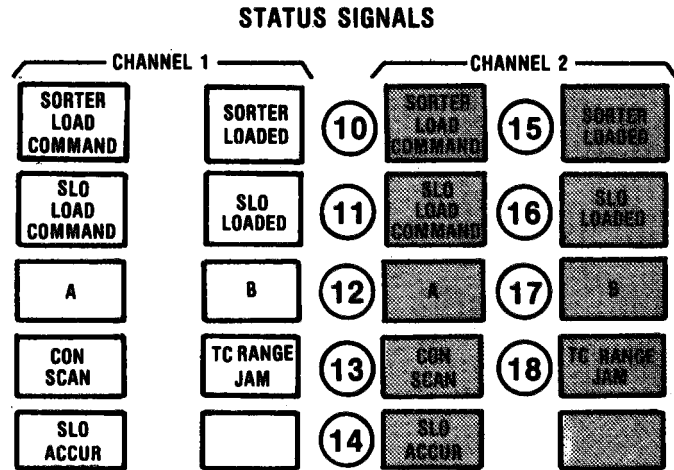 STATUS SIGNALS
CHANNEL 1
CHANNEL 2
SORTER
LOAD
COMMAND
SORTER
LOADED
10
SORTER
LOAD
COMMAND
15
SORTER
LOADED
SLO
LOAD
COMMAND
SLO
LOADED
11
SLO
LOAD
COMMAND
16
SLO
LOADED
A
B
12
A
17
B
CON
SCAN
TC RANGE
JAM
13
CON
SCAN
18
TC RANGE
JAM
SLO
ACCUR
14
SLO
ACCUR